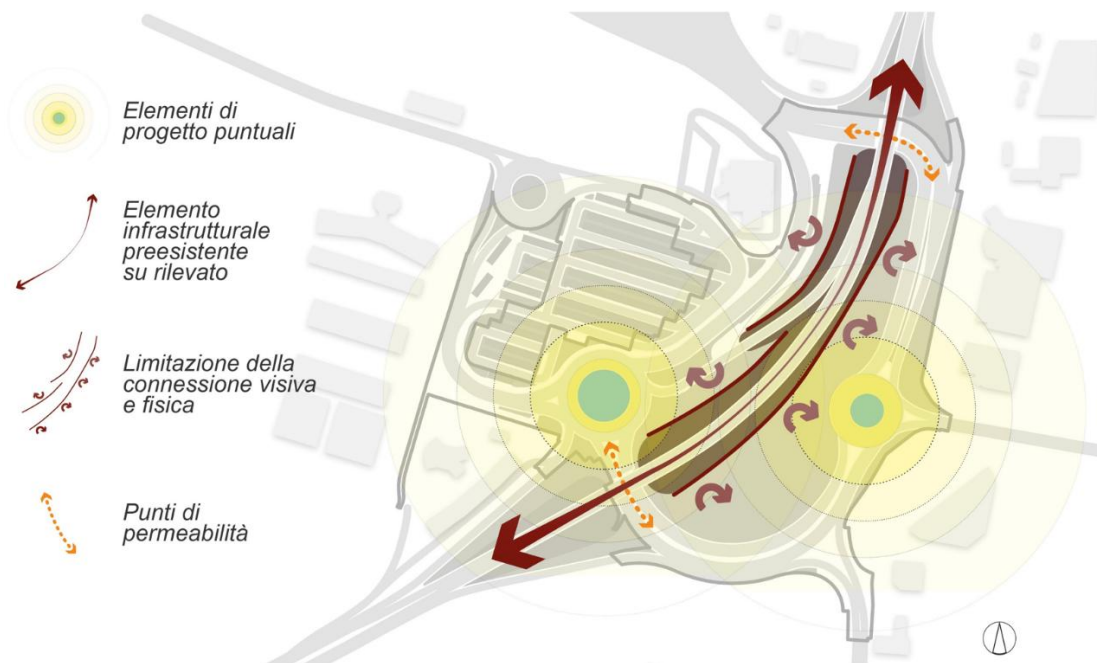 Elementi di
progetto puntuali
Elemento
infrastrutturale
preesistente
su rilevato
Limitazione della
connessione visiva
e fisica
Punti di
permeabilità